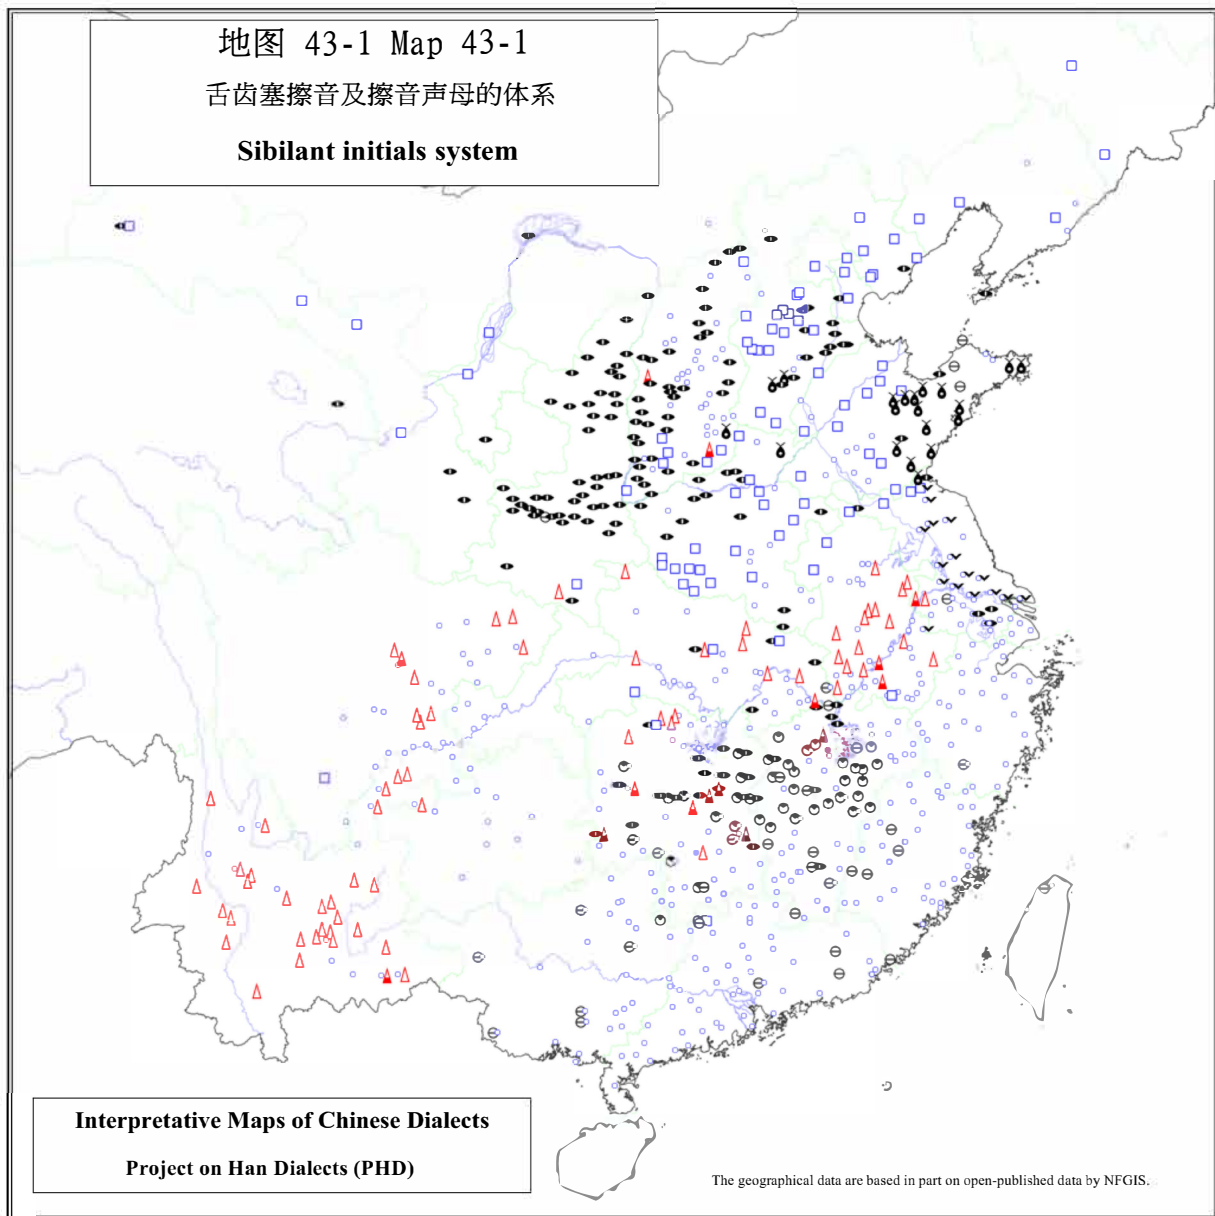 地图 43-1 Map 43-1
舌齿塞擦音及擦音声母的体系
Sibilant initials system
Interpretative Maps of Chinese Dialects
Project on Han Dialects (PHD)
The geographical data are based in part on open-published data by NFGIS.